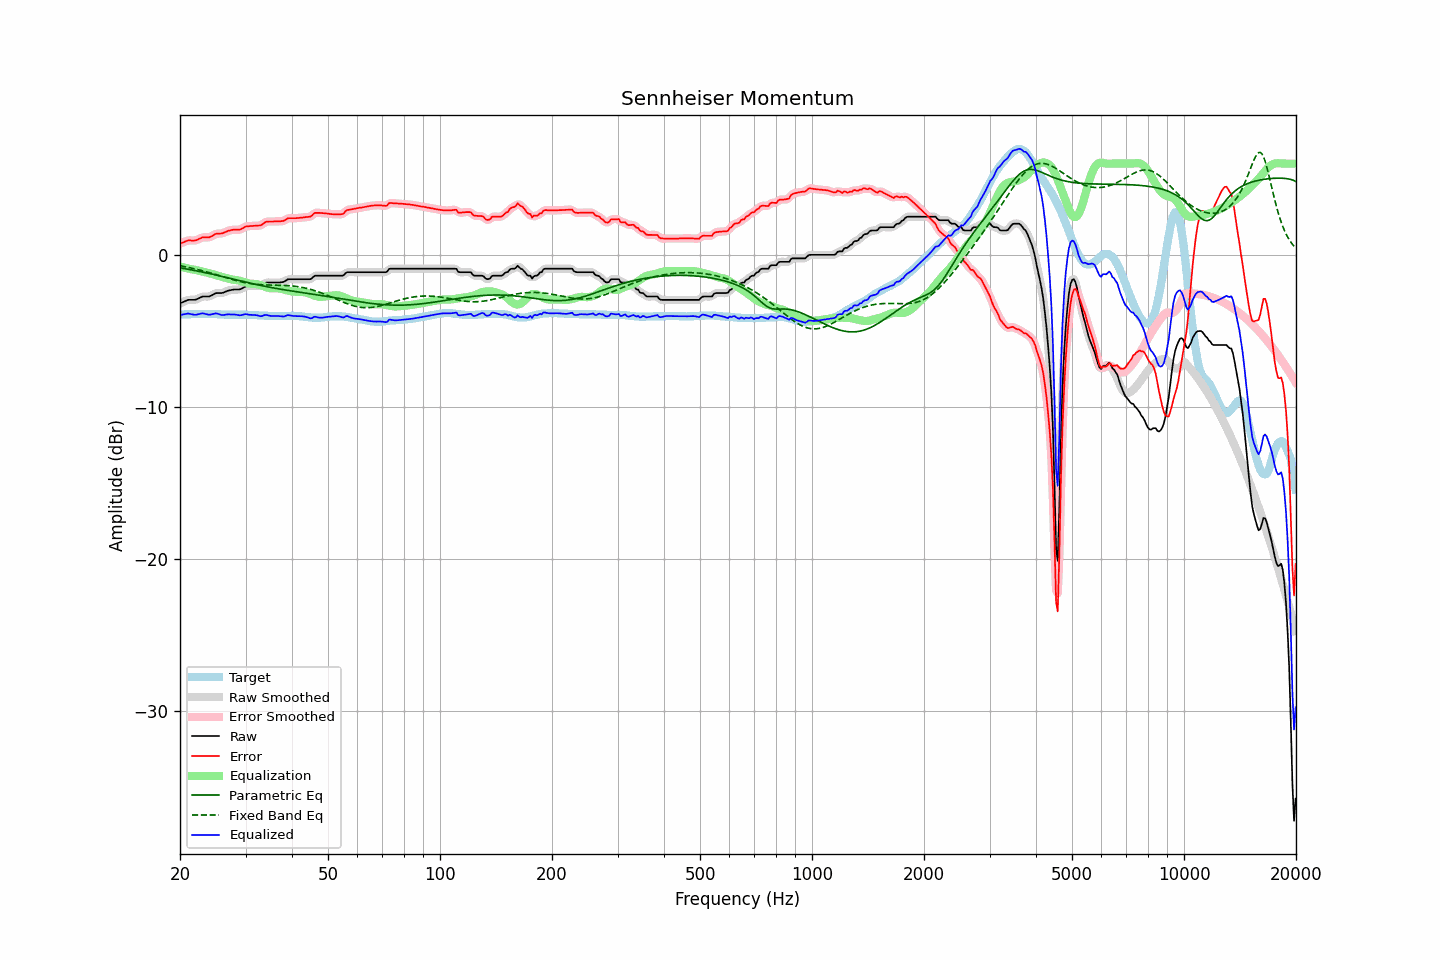 Sennheiser Momentum
Amplitude (dBr)
0
−10
−20
−30
Target
Raw Smoothed
Error Smoothed
Raw
Error
Equalization
Parametric Eq
Fixed Band Eq
Equalized
20 50 100 200 500 1000 2000 5000 10000 20000
Frequency (Hz)